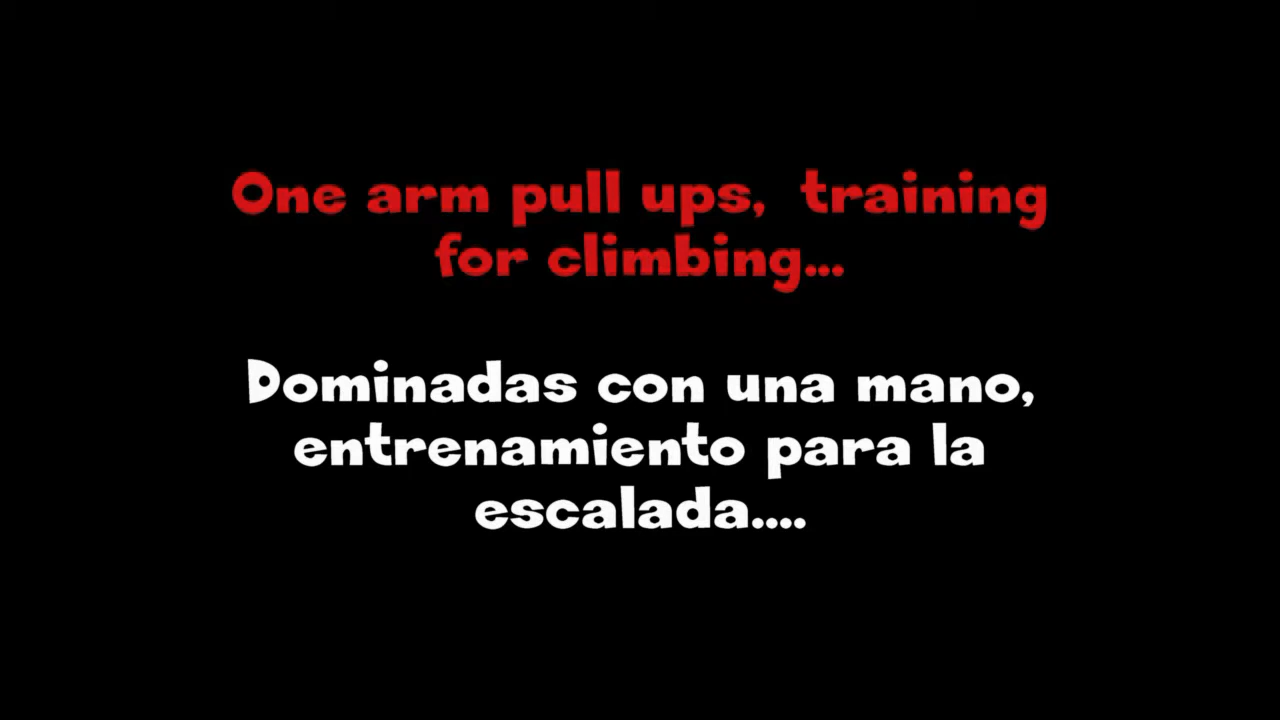 One arm pull ups,  training
for climbing...
Dominadas con una mano,
entrenamiento para la
escalada....